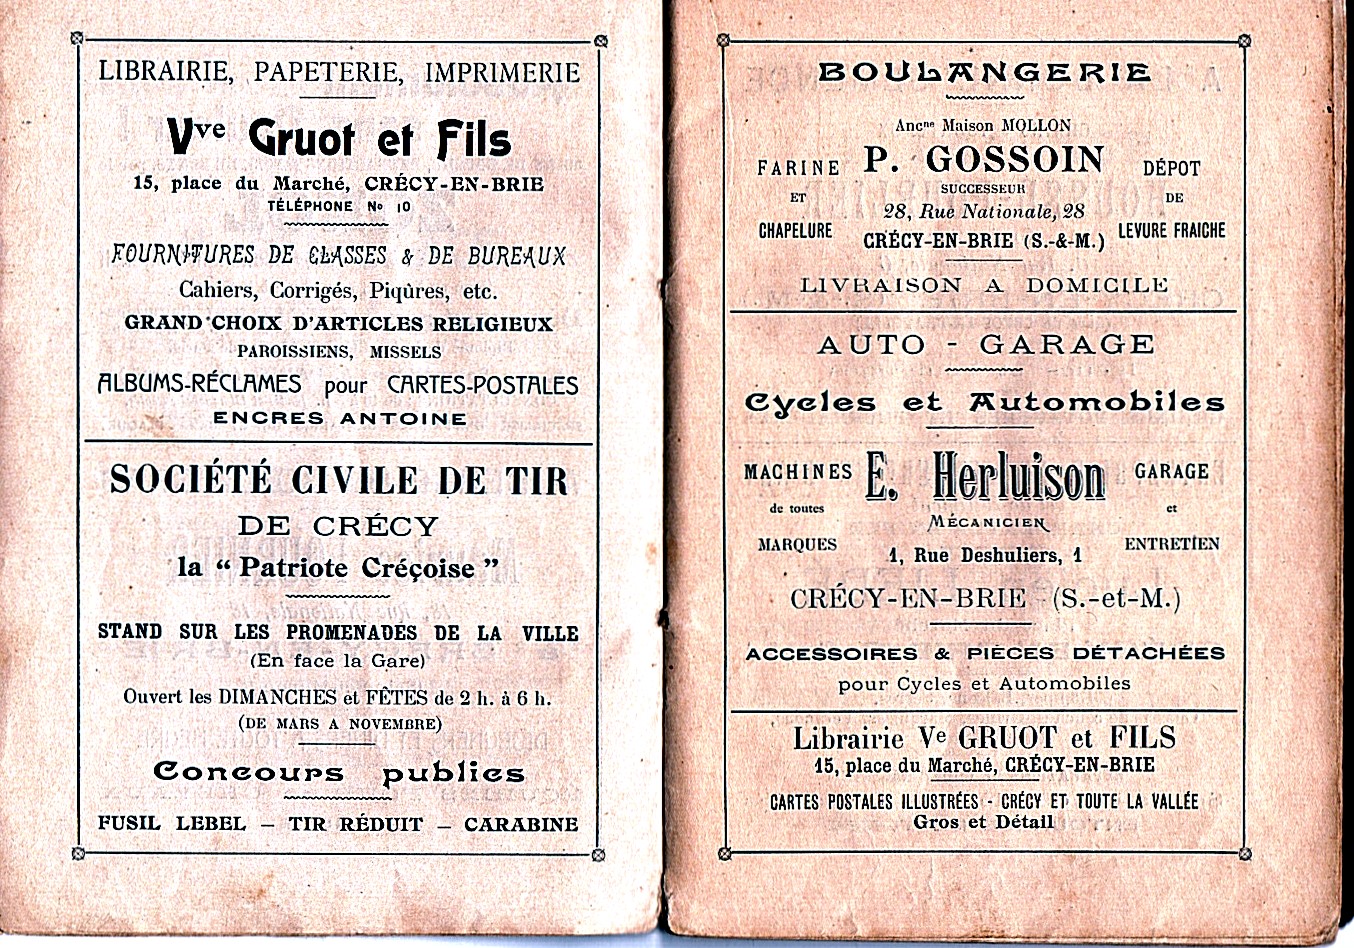 LIBRAIRIE, PAPETERIE, IMPRIMERIE
Vve Gruot et Fils
15, place du Marché, CRÉCY-EN-BRIE
TÉLÉPHONE No 10
FOURNITURES DE CLASSES & DE BUREAUX
Cahiers, Corrigés, Piqûres, etc.
GRAND CHOIX D'ARTICLES RELIGIEUX
PAROISSIENS, MISSELS
ALBUMS-RÉCLAMES pour CARTES-POSTALES
ENCRES ANTOINE
SOCIÉTÉ CIVILE DE TIR
DE CRÉCY
la “ Patriote Créçoise ”
STAND SUR LES PROMENADES DE LA VILLE
(En face la Gare)
Ouvert les DIMANCHES et FÊTES de 2 h. à 6 h.
(DE MARS A NOVEMBRE)
Concours publics
FUSIL LEBEL — TIR RÉDUIT — CARABINE
BOULANGERIE
Ancne Maison MOLLON
P. GOSSOIN
SUCCESSEUR
28, Rue Nationale, 28
CRÉCY-EN-BRIE (S.-&-M.)
FARINE
ET
CHAPELURE
DÉPOT
DE
LEVURE FRAICHE
LIVRAISON A DOMICILE
AUTO - GARAGE
Cycles et Automobiles
MACHINES
de toutes
MARQUES
E. Herluison
MÉCANICIEN
1, Rue Deshuliers, 1
GARAGE
et
ENTRETIEN
CRÉCY-EN-BRIE (S.-et-M.)
ACCESSOIRES & PIÈCES DÉTACHÉES
pour Cycles et Automobiles
Librairie Ve GRUOT et FILS
15, place du Marché, CRÉCY-EN-BRIE
CARTES POSTALES ILLUSTRÉES - CRÉCY ET TOUTE LA VALLÉE
Gros et Détail